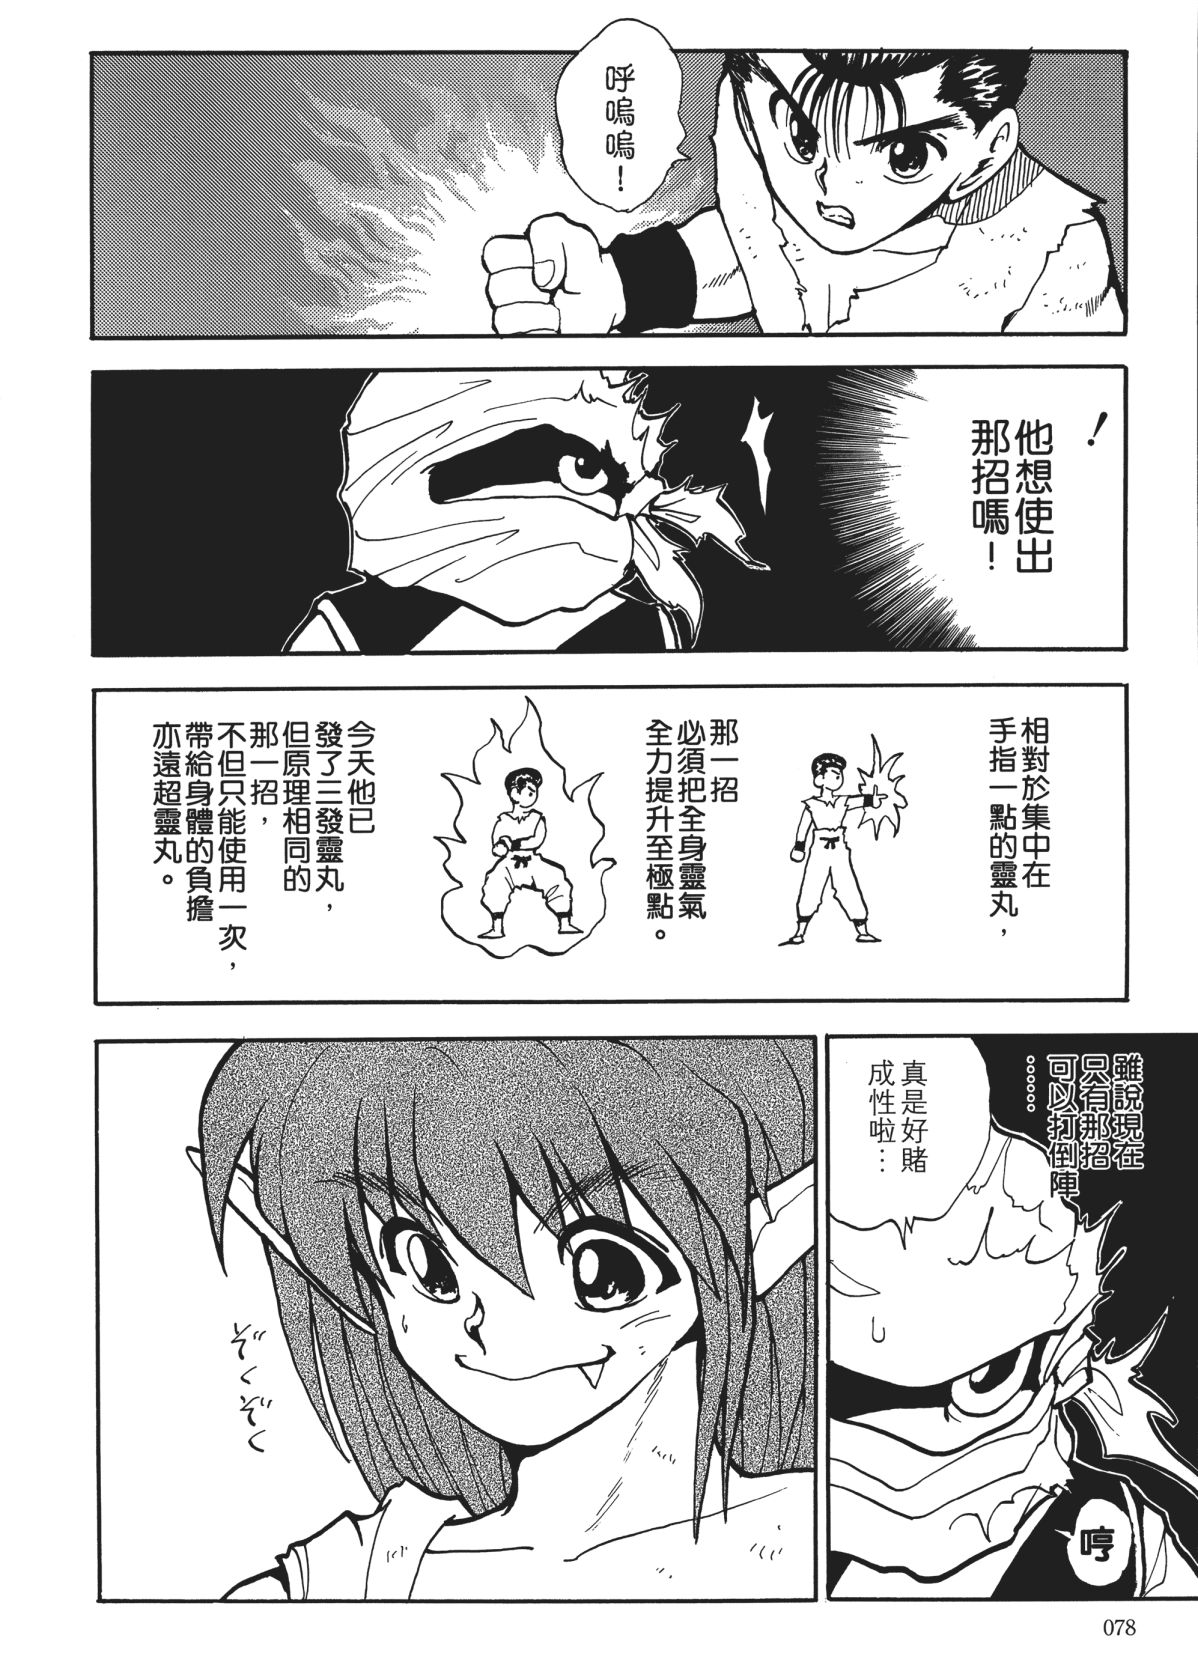 呼嗚嗚！
！
他想使出
那招嗎！
相對於集中在
手指一點的靈丸，
那一招
必須把全身靈氣
全力提升至極點。
今天他已
發了三發靈丸，
但原理相同的
那一招，
不但只能使用一次，
帶給身體的負擔
亦遠超靈丸。
雖說現在
只有那招
可以打倒陣
……
真是好賭
成性啦…
哼
ぞくぞくっ
078